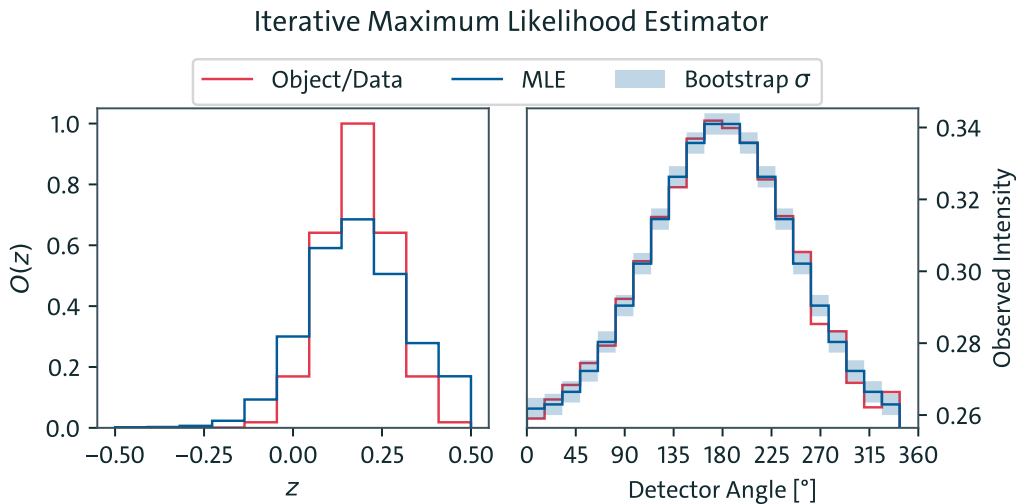 Iterative Maximum Likelihood Estimator
Object/Data MLE Bootstrap σ
1.0
0.8
0.6
0.4
0.2
0.0
O(z)
−0.50 −0.25 0.00 0.25 0.50
z
0.34
0.32
0.30
0.28
0.26
Observed Intensity
0 45 90 135 180 225 270 315 360
Detector Angle [°]